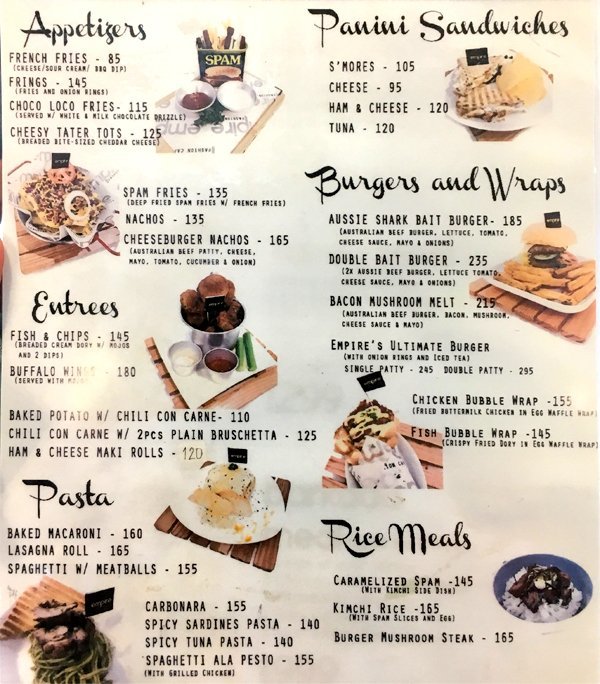 Appetizers
FRENCH FRIES - 85
(CHEESE/SOUR CREAM/ BBQ DIP)
FRINGS - 145
(FRIES AND ONION RINGS)
CHOCO LOCO FRIES- 115
(SERVED W/ WHITE & MILK CHOCOLATE DRIZZLE)
CHEESY TATER TOTS - 125
(BREADED BITE-SIZED CHEDDAR CHEESE)
SPAM
SPAM FRIES - 135
(DEEP FRIED SPAM FRIES W/ FRENCH FRIES)
NACHOS - 135
CHEESEBURGER NACHOS - 165
(AUSTRALIAN BEEF PATTY, CHEESE,
MAYO, TOMATO, CUCUMBER & ONION)
Entrees
FISH & CHIPS - 145
(BREADED CREAM DORY W/ MOJOS
AND 2 DIPS)
BUFFALO WINGS - 180
(SERVED WITH MOJOS
BAKED POTATO W/ CHILI CON CARNE- 110
CHILI CON CARNE W/ 2PCS PLAIN BRUSCHETTA - 125
HAM & CHEESE MAKI ROLLS - 120
Pasta
BAKED MACARONI - 160
LASAGNA ROLL - 165
SPAGHETTI W/ MEATBALLS - 155
CARBONARA - 155
SPICY SARDINES PASTA - 140
SPICY TUNA PASTA - 140
SPAGHETTI ALA PESTO - 155
(WITH GRILLED CHICKEN)
Panini Sandwiches
S'MORES - 105
CHEESE - 95
HAM & CHEESE - 120
TUNA - 120
Burgers and Wraps
AUSSIE SHARK BAIT BURGER- 185
(AUSTRALIAN BEEF BURGER, LETTUCE, TOMATO,
CHEESE SAUCE, MAYO & ONIONS)
DOUBLE BAIT BURGER - 235
(2X AUSSIE BEEF BURGER, LETTUCE TOMATO,
CHEESE SAUCE, MAYO & ONIONS)
BACON MUSHROOM MELT - 215
(AUSTRALIAN BEEF BURGER, BACON, MUSHROOM,
CHEESE SAUCE & MAYO)
EMPIRE'S ULTIMATE BURGER
(WITH ONION RINGS AND ICED TEA)
SINGLE PATTY - 245 DOUBLE PATTY - 295
CHICKEN BUBBLE WRAP -155
(FRIED BUTTERMILK CHICKEN IN EGG WAFFLE WRAP)
FISH BUBBLE WRAP -145
(CRISPY FRIED DORY IN EGG WAFFLE WRAP)
Rice Meals
CARAMELIZED SPAM -145
(WITH KIMCHI SIDE DISH)
KIMCHI RICE -165
(WITH SPAM SLICES AND EGG)
BURGER MUSHROOM STEAK - 165